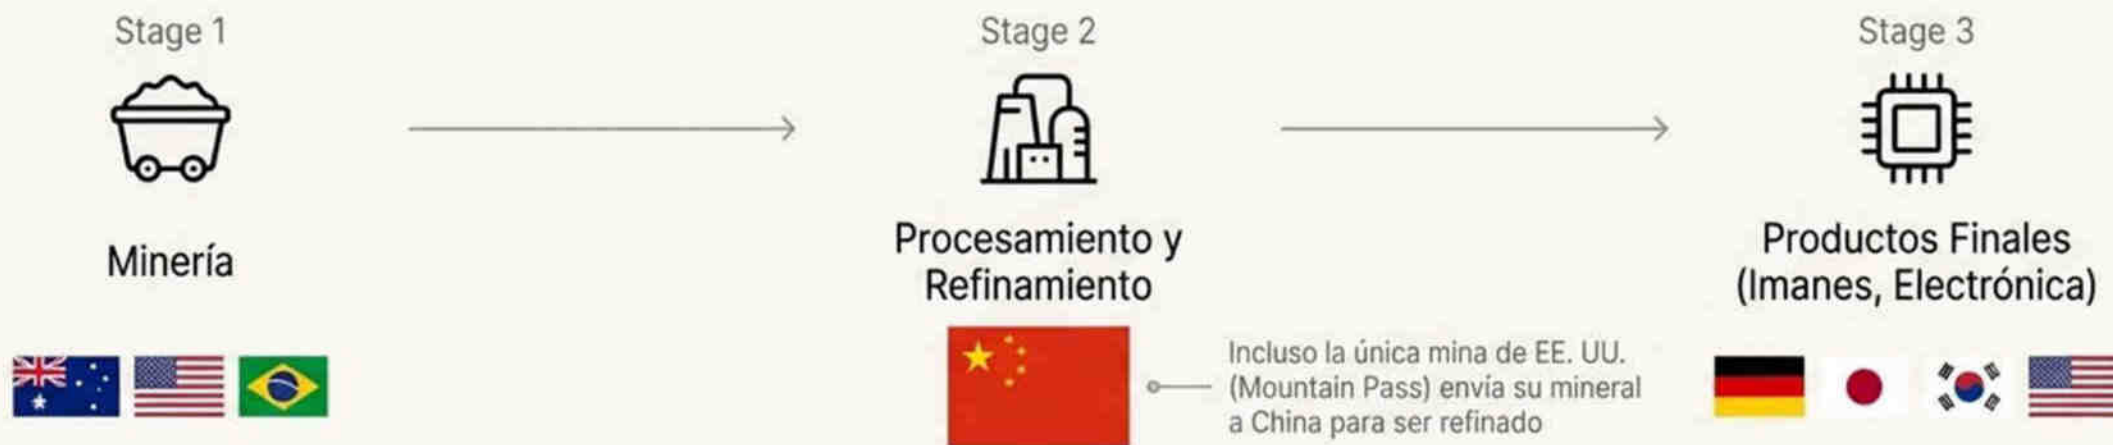 Stage 1
Minería
Stage 2
Procesamiento y
Refinamiento
Incluso la única mina de EE. UU.
(Mountain Pass) envía su mineral
a China para ser refinado
Stage 3
Productos Finales
(Imanes, Electrónica)